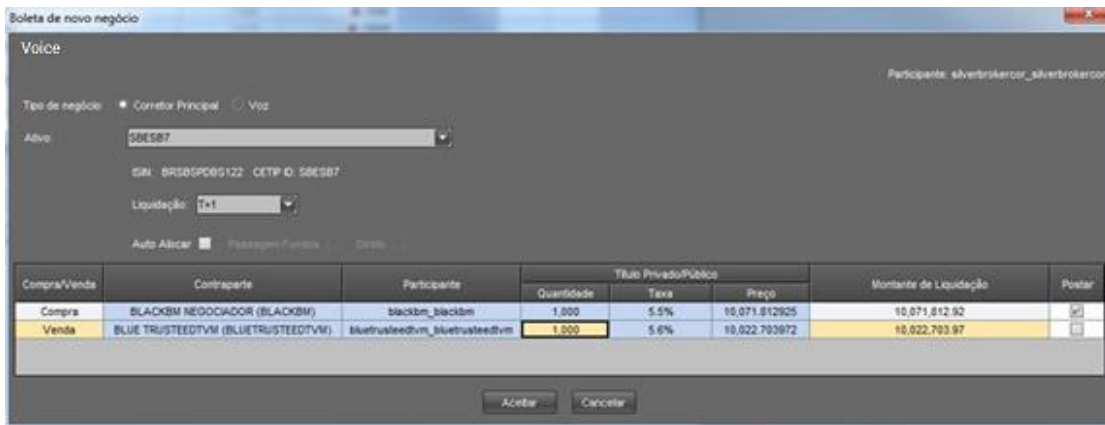 Boleta de novo negócio
Voice
Participante: silverbrokercor_silverbrokercor
Tipo de negócio: Corretor Principal Voz
Ativo: SBESB7
ISIN: BRSBSPDBS122 CETIP ID: SBESB7
Liquidação: T+1
Auto Alocar Passagem Fundos Direto
Compra/Venda Contraparte Participante Título Privado/Público Montante de Liquidação Postar
Quantidade Taxa Preço
Compra BLACKBM NEGOCIADOR (BLACKBM) blackbm_blackbm 1,000 5.5% 10,071.812925 10,071,812.92
Venda BLUE TRUSTEEDTVM (BLUETRUSTEEDTVM) bluetrusteedtvm_bluetrusteedtvm 1,000 5.6% 10,022.703972 10,022,703.97
Aceitar Cancelar